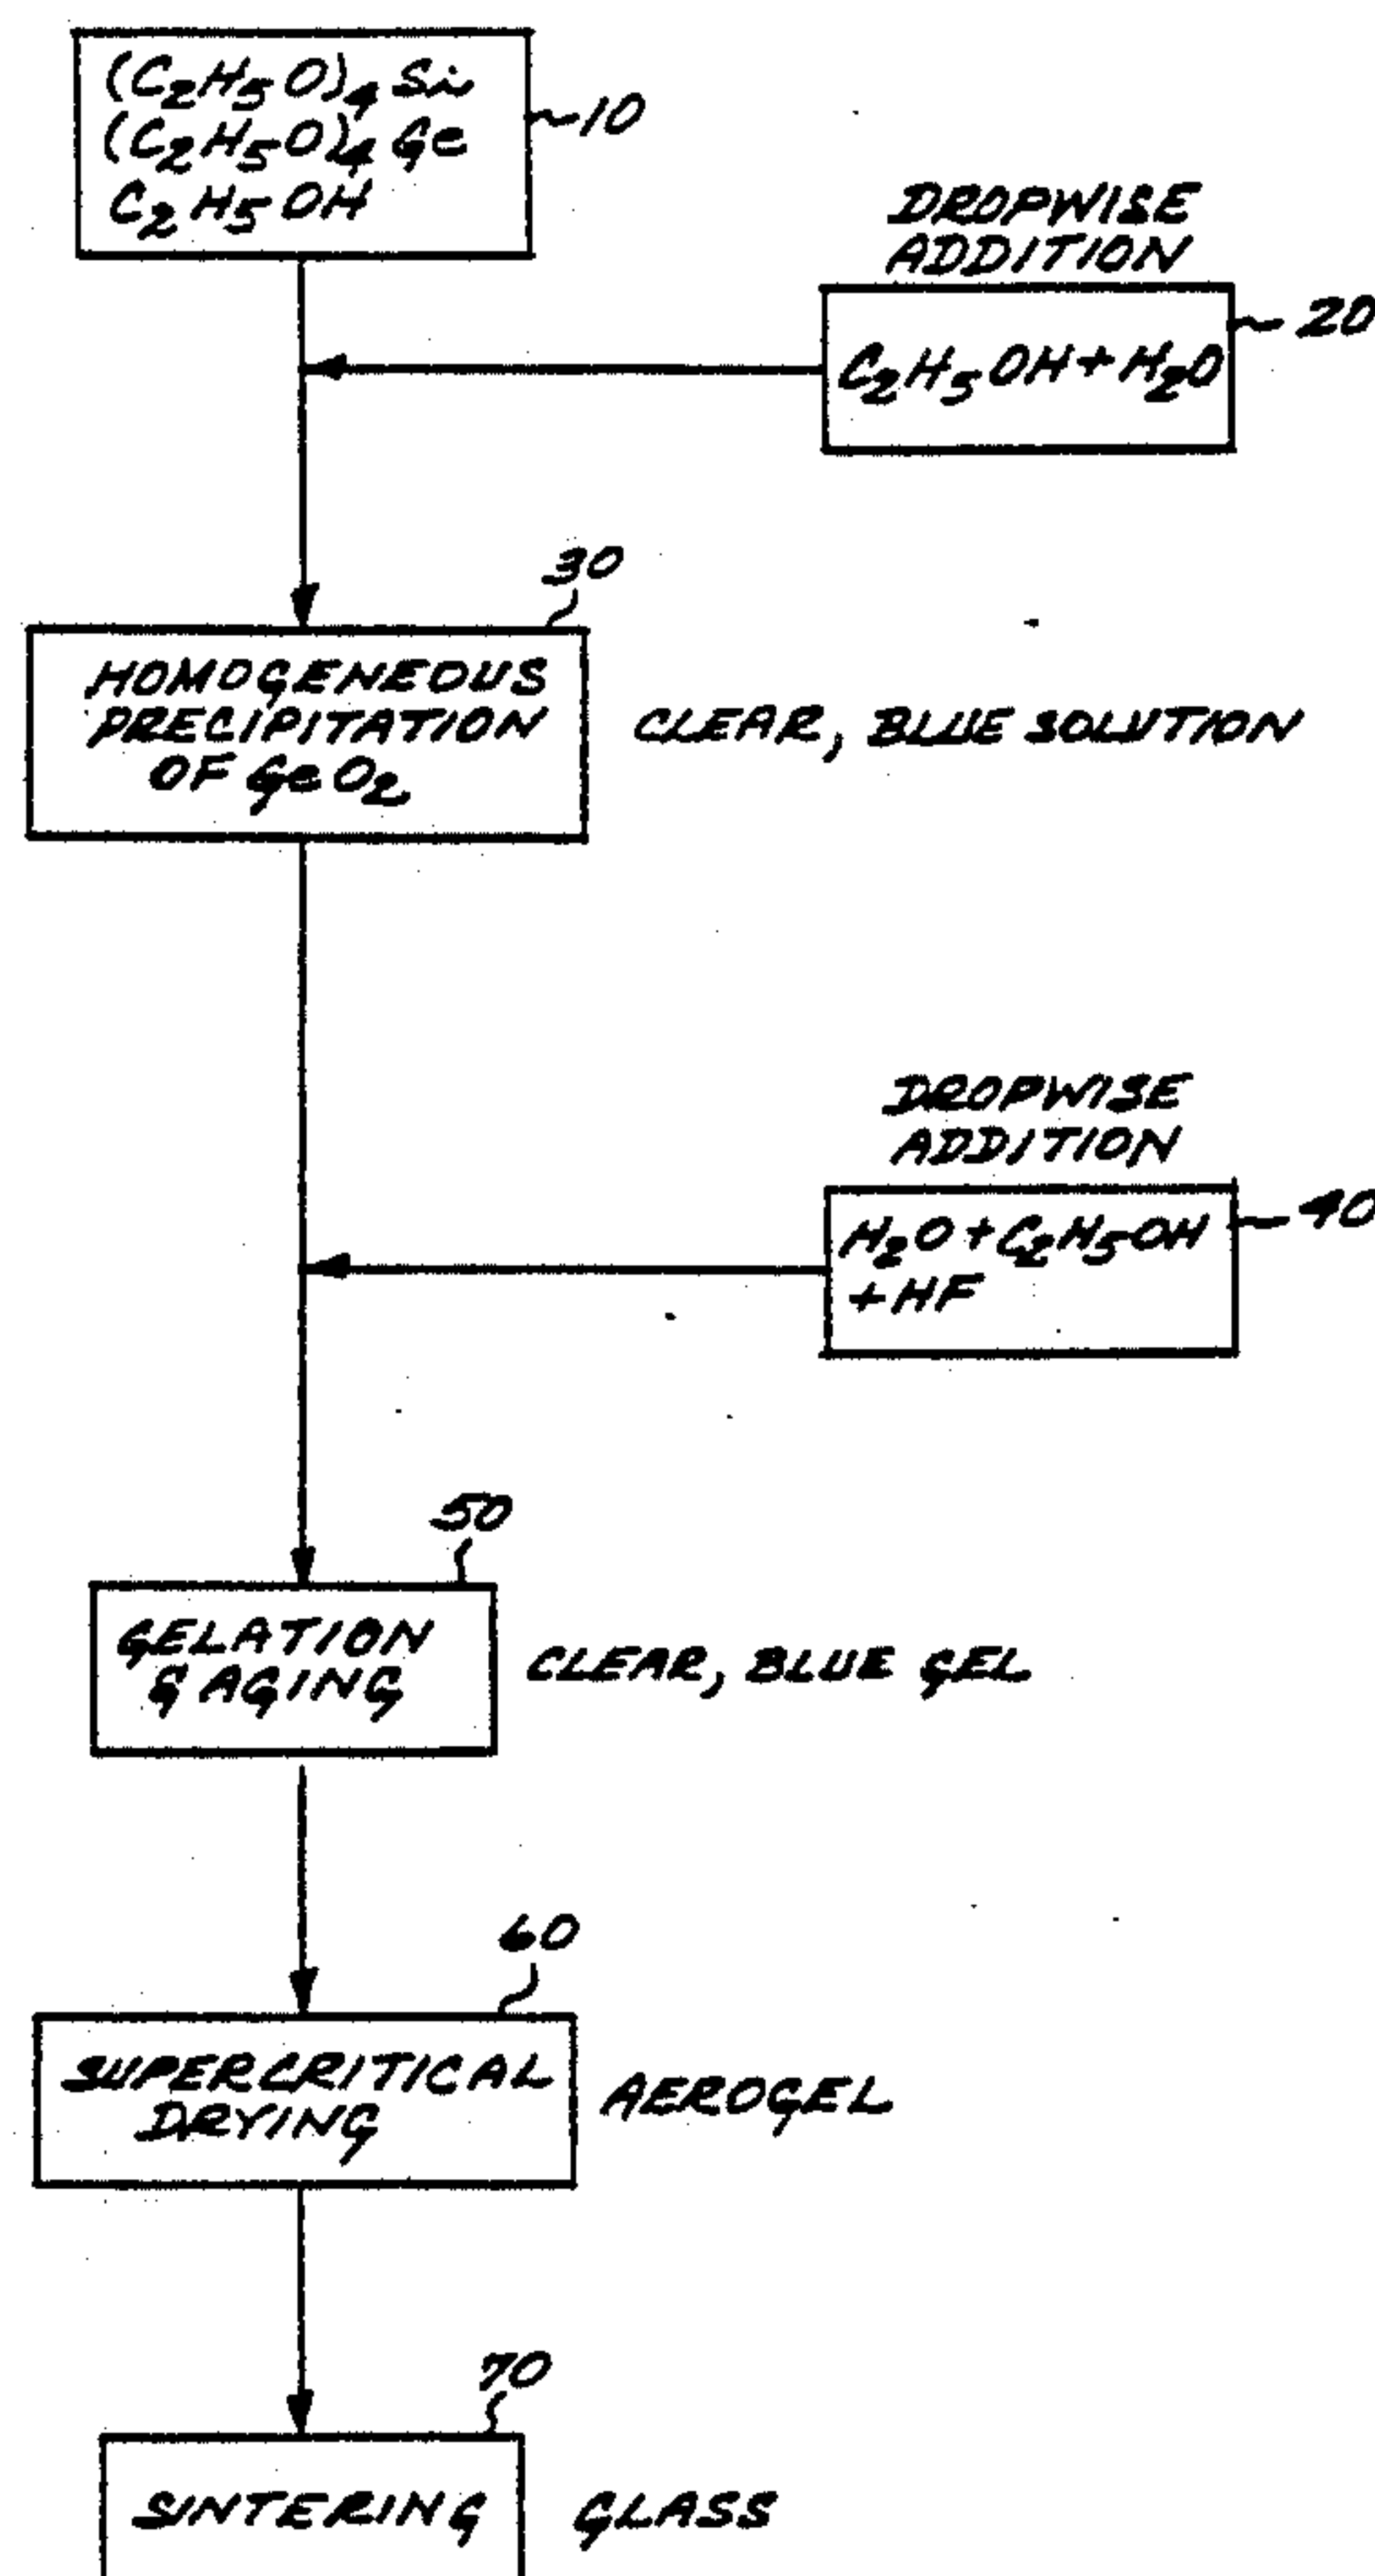 (C2H5O)4 Si
(C2H5O)4 Ge
C2H5OH
10
DROPWISE
ADDITION
20
C2H5OH + H2O
30
HOMOGENEOUS
PRECIPITATION
OF GeO2
CLEAR, BLUE SOLUTION
DROPWISE
ADDITION
40
H2O + C2H5OH
+ HF
50
GELATION
& AGING
CLEAR, BLUE GEL
60
SUPERCRITICAL
DRYING
AEROGEL
70
SINTERING
GLASS